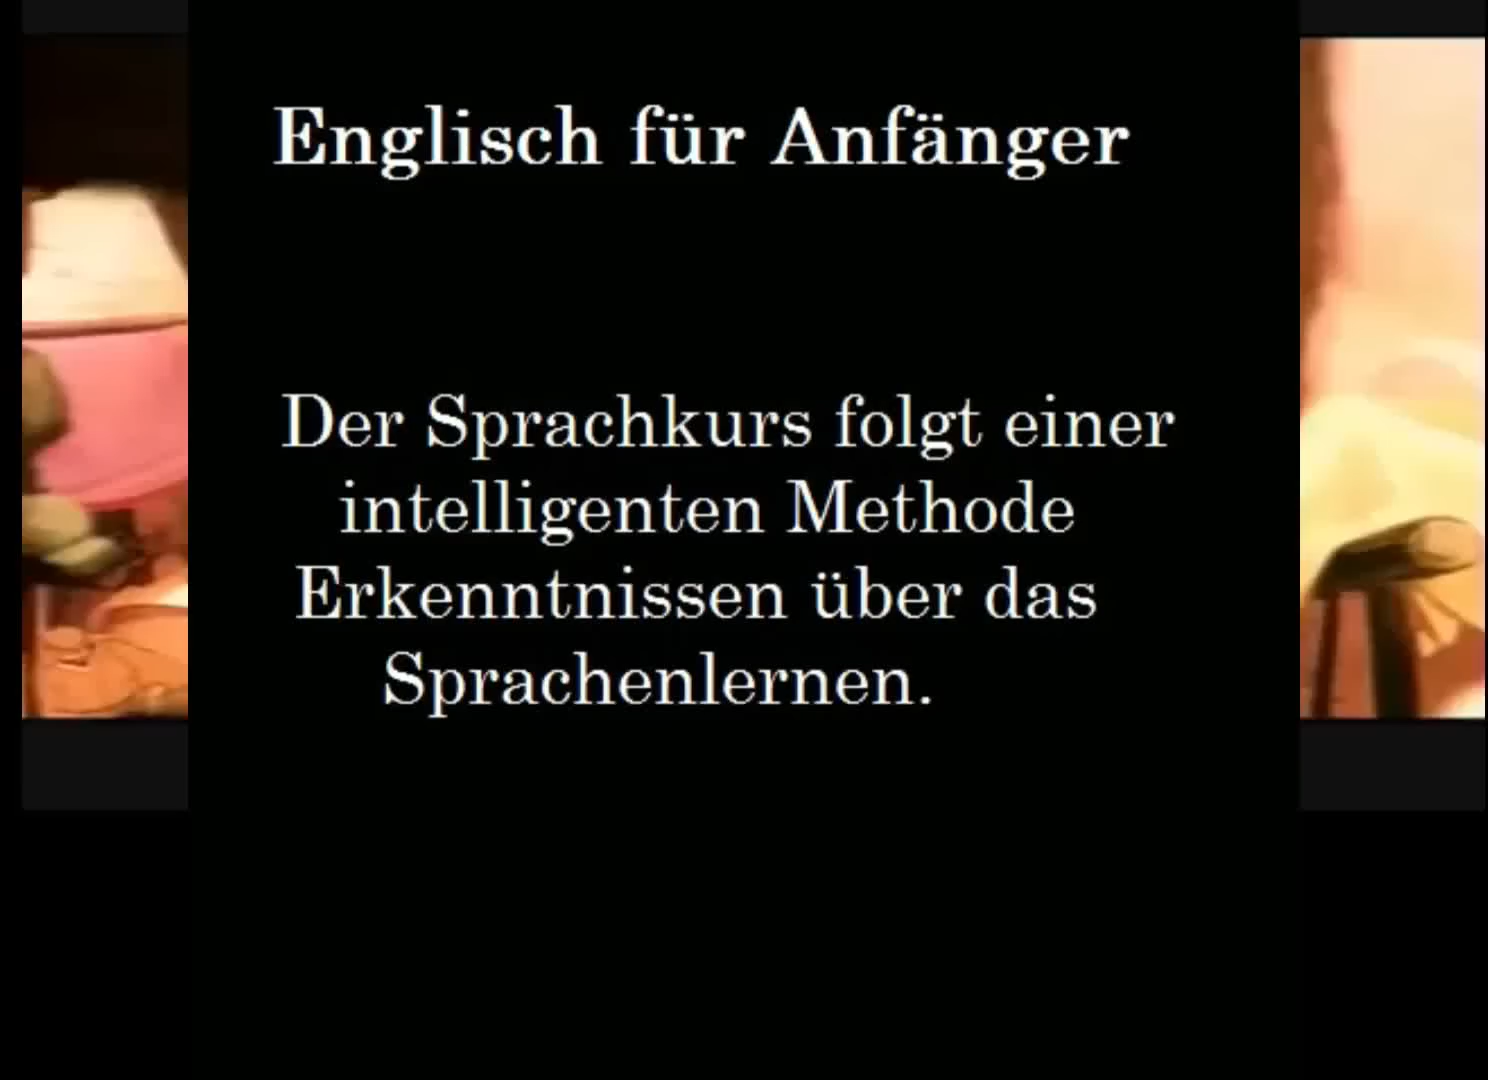 Englisch für Anfänger
Der Sprachkurs folgt einer
intelligenten Methode
Erkenntnissen über das
Sprachenlernen.